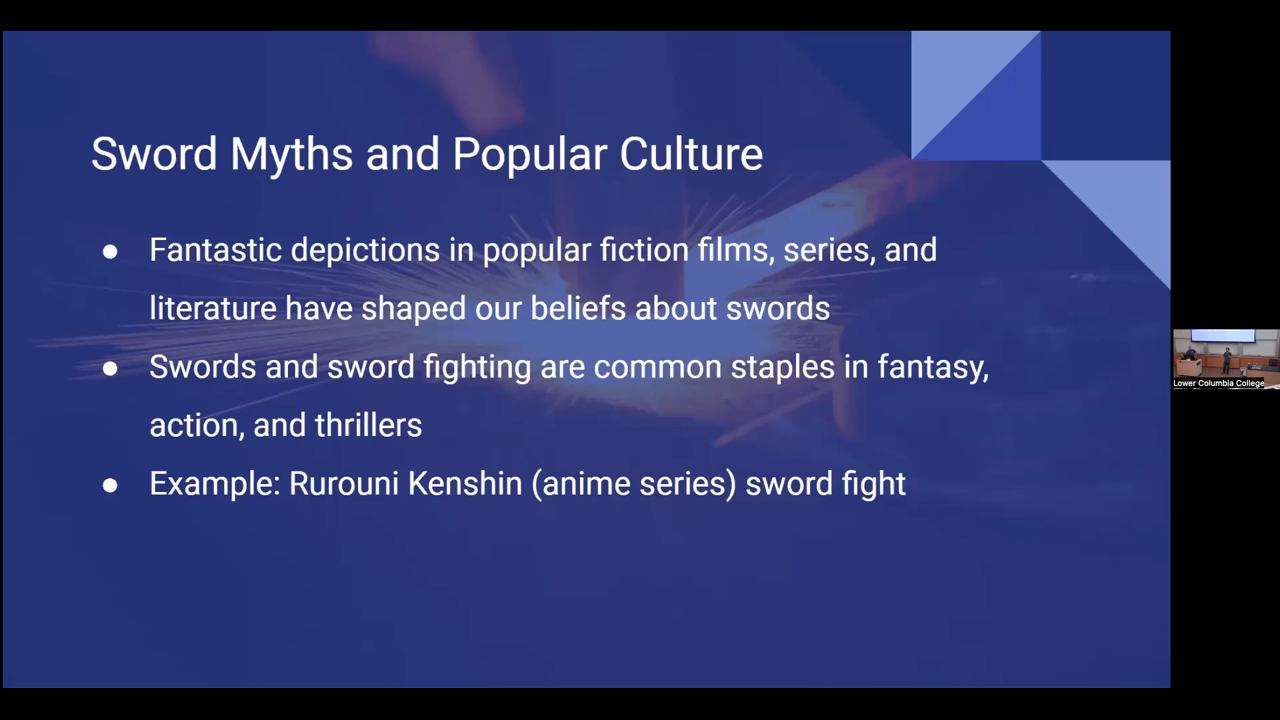 Sword Myths and Popular Culture
● Fantastic depictions in popular fiction films, series, and
literature have shaped our beliefs about swords
● Swords and sword fighting are common staples in fantasy,
action, and thrillers
● Example: Rurouni Kenshin (anime series) sword fight
Lower Columbia College